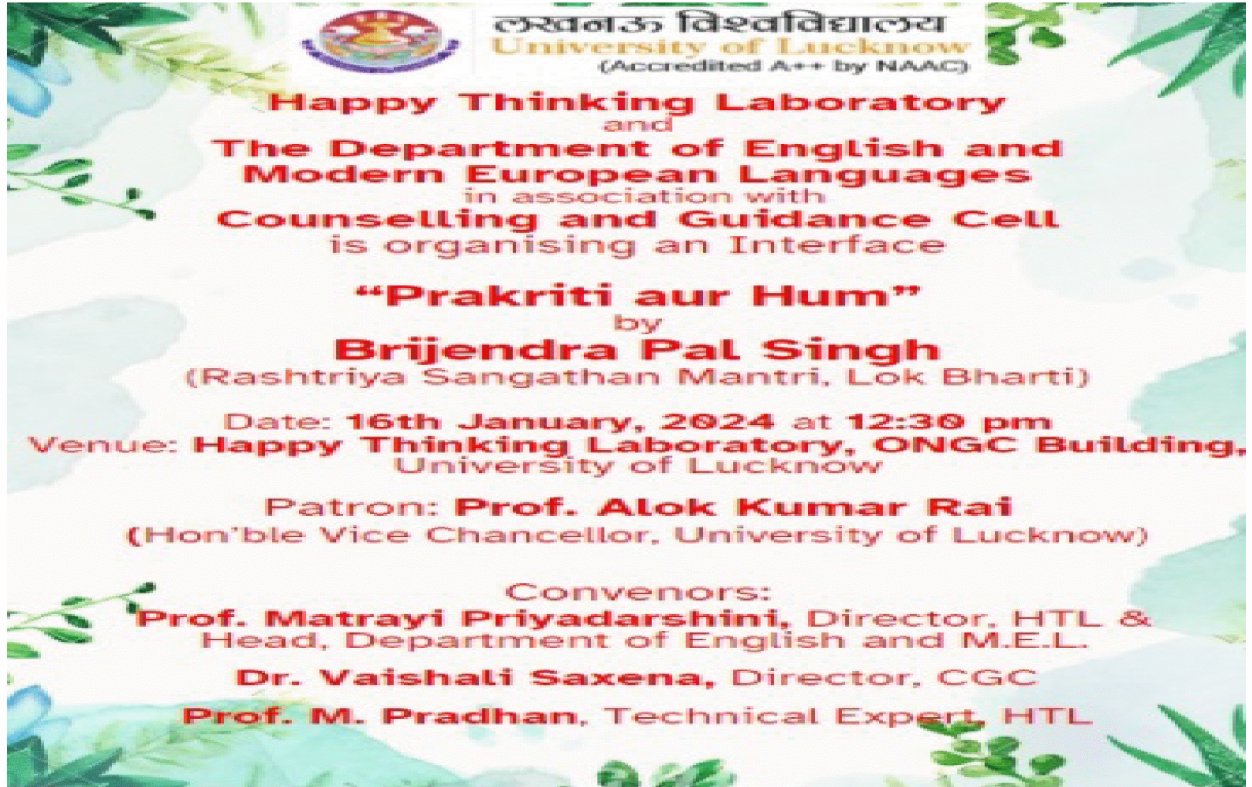 लखनऊ विश्वविद्यालय
University of Lucknow
(Accredited A++ by NAAC)
Happy Thinking Laboratory
and
The Department of English and
Modern European Languages
in association with
Counselling and Guidance Cell
is organising an Interface
“Prakriti aur Hum”
by
Brijendra Pal Singh
(Rashtriya Sangathan Mantri, Lok Bharti)
Date: 16th January, 2024 at 12:30 pm
Venue: Happy Thinking Laboratory, ONGC Building,
University of Lucknow
Patron: Prof. Alok Kumar Rai
(Hon'ble Vice Chancellor, University of Lucknow)
Convenors:
Prof. Matrayi Priyadarshini, Director, HTL &
Head, Department of English and M.E.L.
Dr. Vaishali Saxena, Director, CGC
Prof. M. Pradhan, Technical Expert, HTL